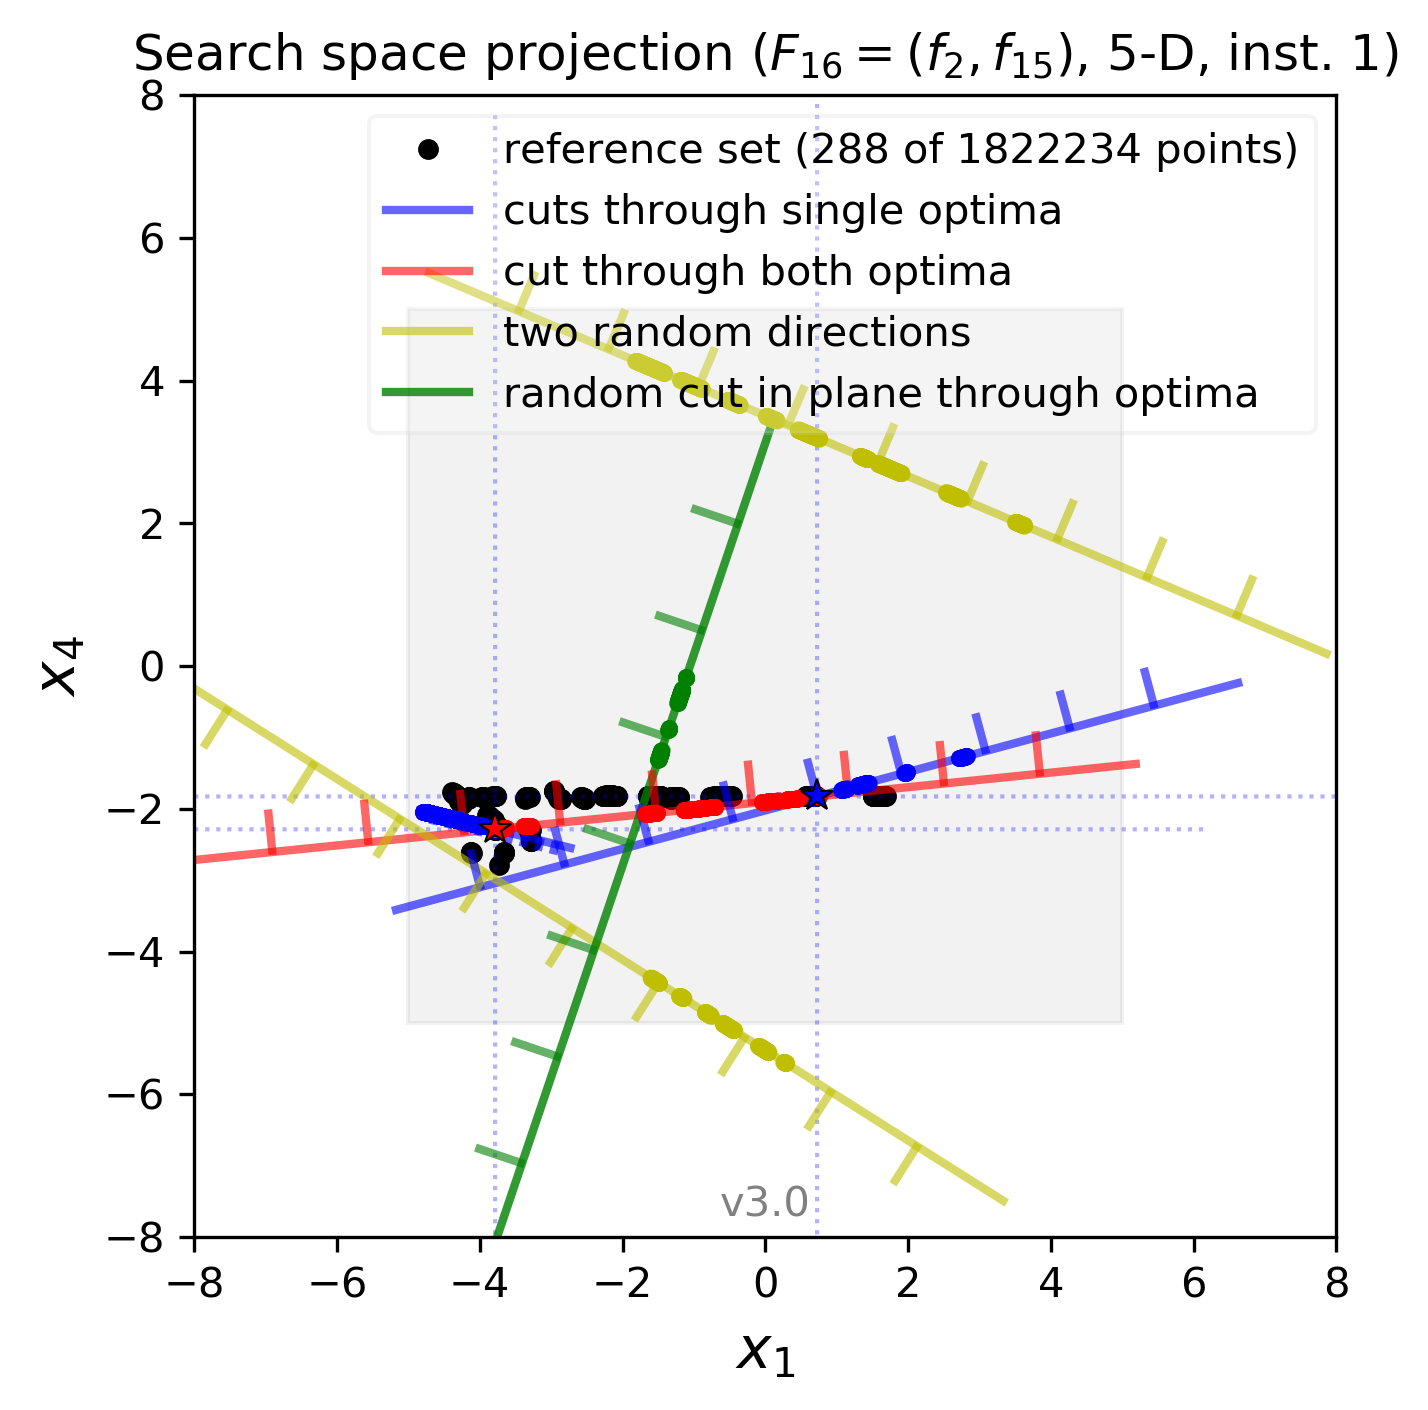 Search space projection (F₁₆ = (f₂, f₁₅), 5-D, inst. 1)
reference set (288 of 1822234 points)
cuts through single optima
cut through both optima
two random directions
random cut in plane through optima
8
6
4
2
0
−2
−4
−6
−8
x₄
v3.0
−8 −6 −4 −2 0 2 4 6 8
x₁